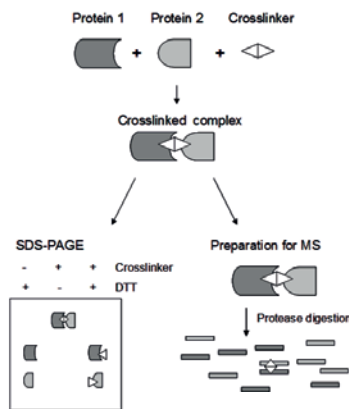 Protein 1 Protein 2 Crosslinker
+ +
Crosslinked complex
SDS-PAGE
- + + Crosslinker
+ - + DTT
Preparation for MS
Protease digestion